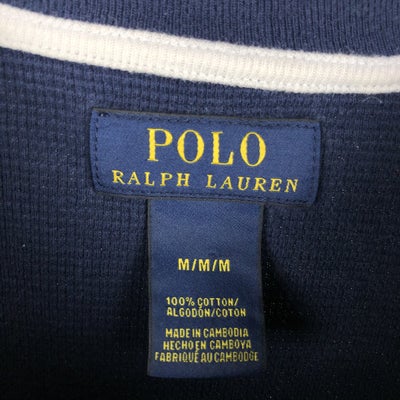 POLO
RALPH LAUREN
M/M/M
100% COTTON/
ALGODÓN/COTON
MADE IN CAMBODIA
HECHO EN CAMBOYA
FABRIQUÉ AU CAMBODGE